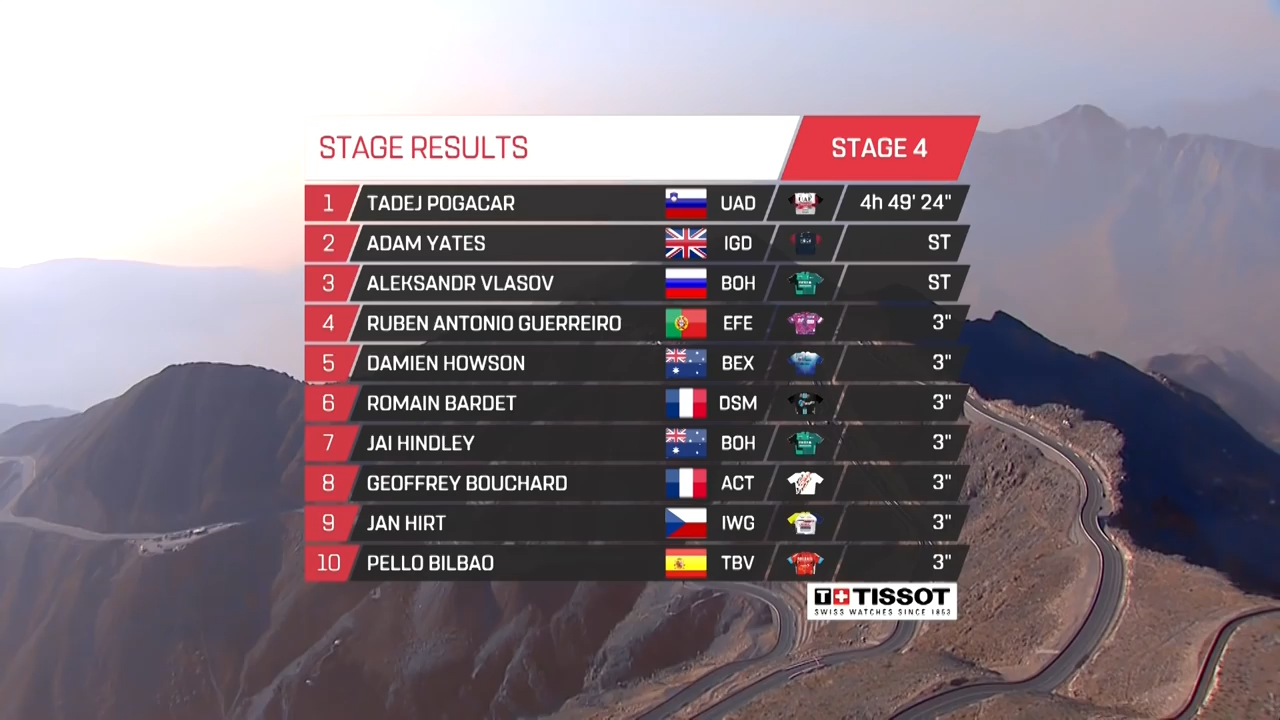 STAGE RESULTS STAGE 4
1 TADEJ POGACAR UAD UAE 4h 49' 24"
2 ADAM YATES IGD ST
3 ALEKSANDR VLASOV BOH ST
4 RUBEN ANTONIO GUERREIRO EFE 3"
5 DAMIEN HOWSON BEX 3"
6 ROMAIN BARDET DSM 3"
7 JAI HINDLEY BOH 3"
8 GEOFFREY BOUCHARD ACT 3"
9 JAN HIRT IWG 3"
10 PELLO BILBAO TBV 3"
T+ TISSOT
SWISS WATCHES SINCE 1853